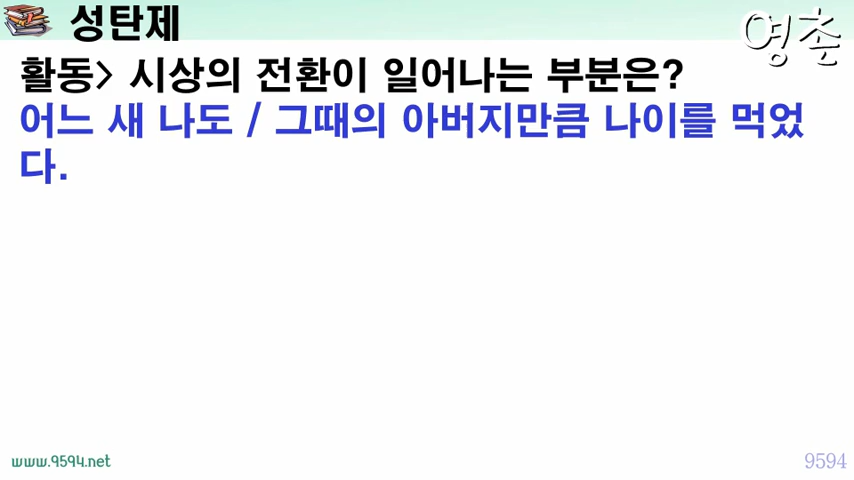 성탄제
영촌
활동> 시상의 전환이 일어나는 부분은?
어느 새 나도 / 그때의 아버지만큼 나이를 먹었
다.
www.9594.net
9594